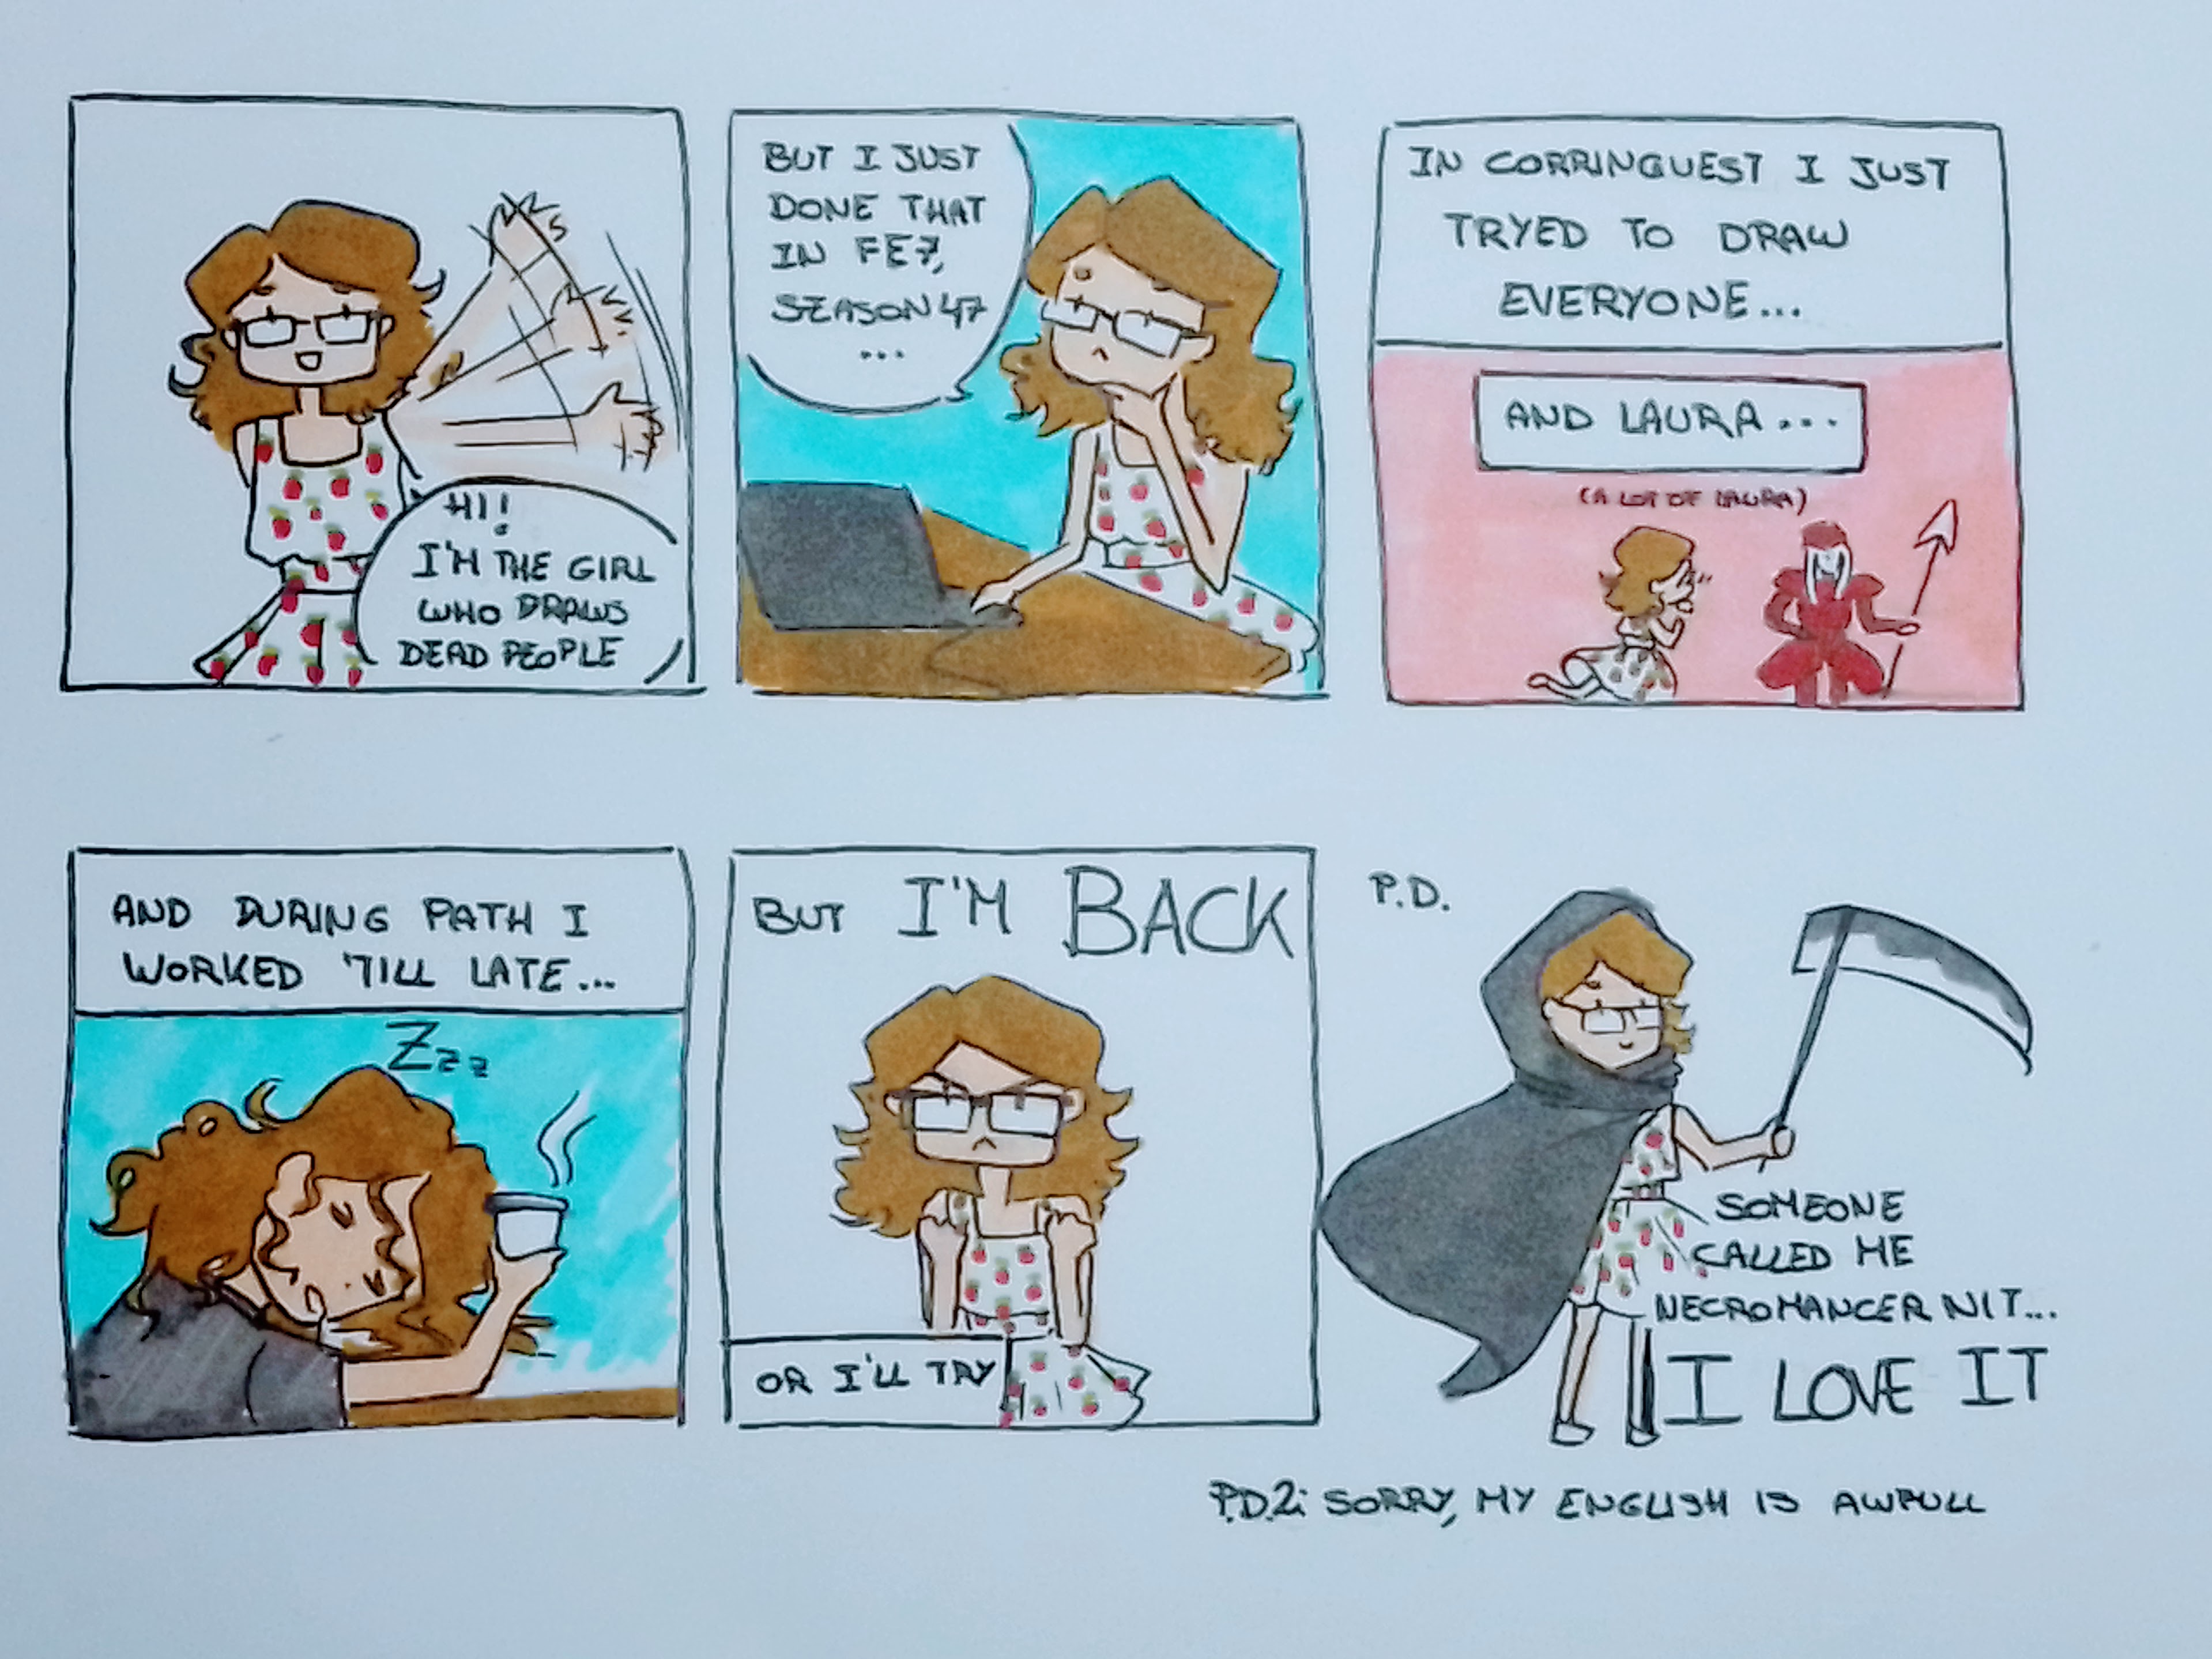 HI!
I'M THE GIRL
WHO DRAWS
DEAD PEOPLE
BUT I JUST
DONE THAT
IN FE7,
SEASON 47
...
IN CORRINQUEST I JUST
TRYED TO DRAW
EVERYONE...
AND LAURA...
(A LOT OF LAURA)
AND DURING PATH I
WORKED 'TILL LATE...
Zzz
BUT I'M BACK
OR I'LL TRY
P.D.
SOMEONE
CALLED ME
NECROMANCER NIT...
I LOVE IT
P.D.2: SORRY, MY ENGLISH IS AWFULL